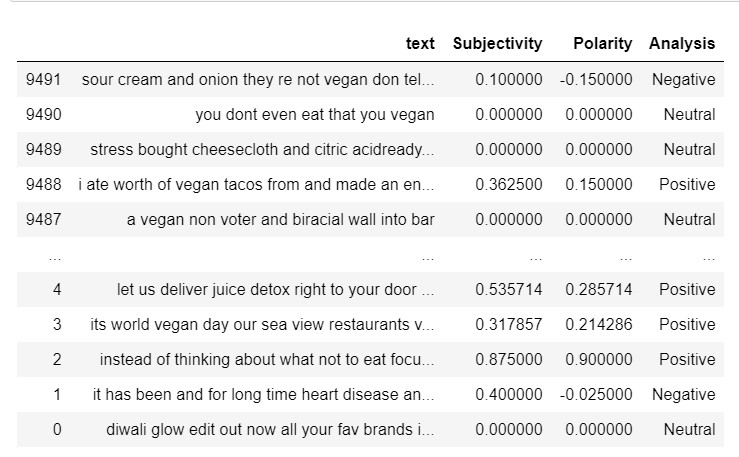 text Subjectivity Polarity Analysis
9491 sour cream and onion they re not vegan don tel... 0.100000 -0.150000 Negative
9490 you dont even eat that you vegan 0.000000 0.000000 Neutral
9489 stress bought cheesecloth and citric acidready... 0.000000 0.000000 Neutral
9488 i ate worth of vegan tacos from and made an en... 0.362500 0.150000 Positive
9487 a vegan non voter and biracial wall into bar 0.000000 0.000000 Neutral
... ... ... ... ...
4 let us deliver juice detox right to your door ... 0.535714 0.285714 Positive
3 its world vegan day our sea view restaurants v... 0.317857 0.214286 Positive
2 instead of thinking about what not to eat focu... 0.875000 0.900000 Positive
1 it has been and for long time heart disease an... 0.400000 -0.025000 Negative
0 diwali glow edit out now all your fav brands i... 0.000000 0.000000 Neutral